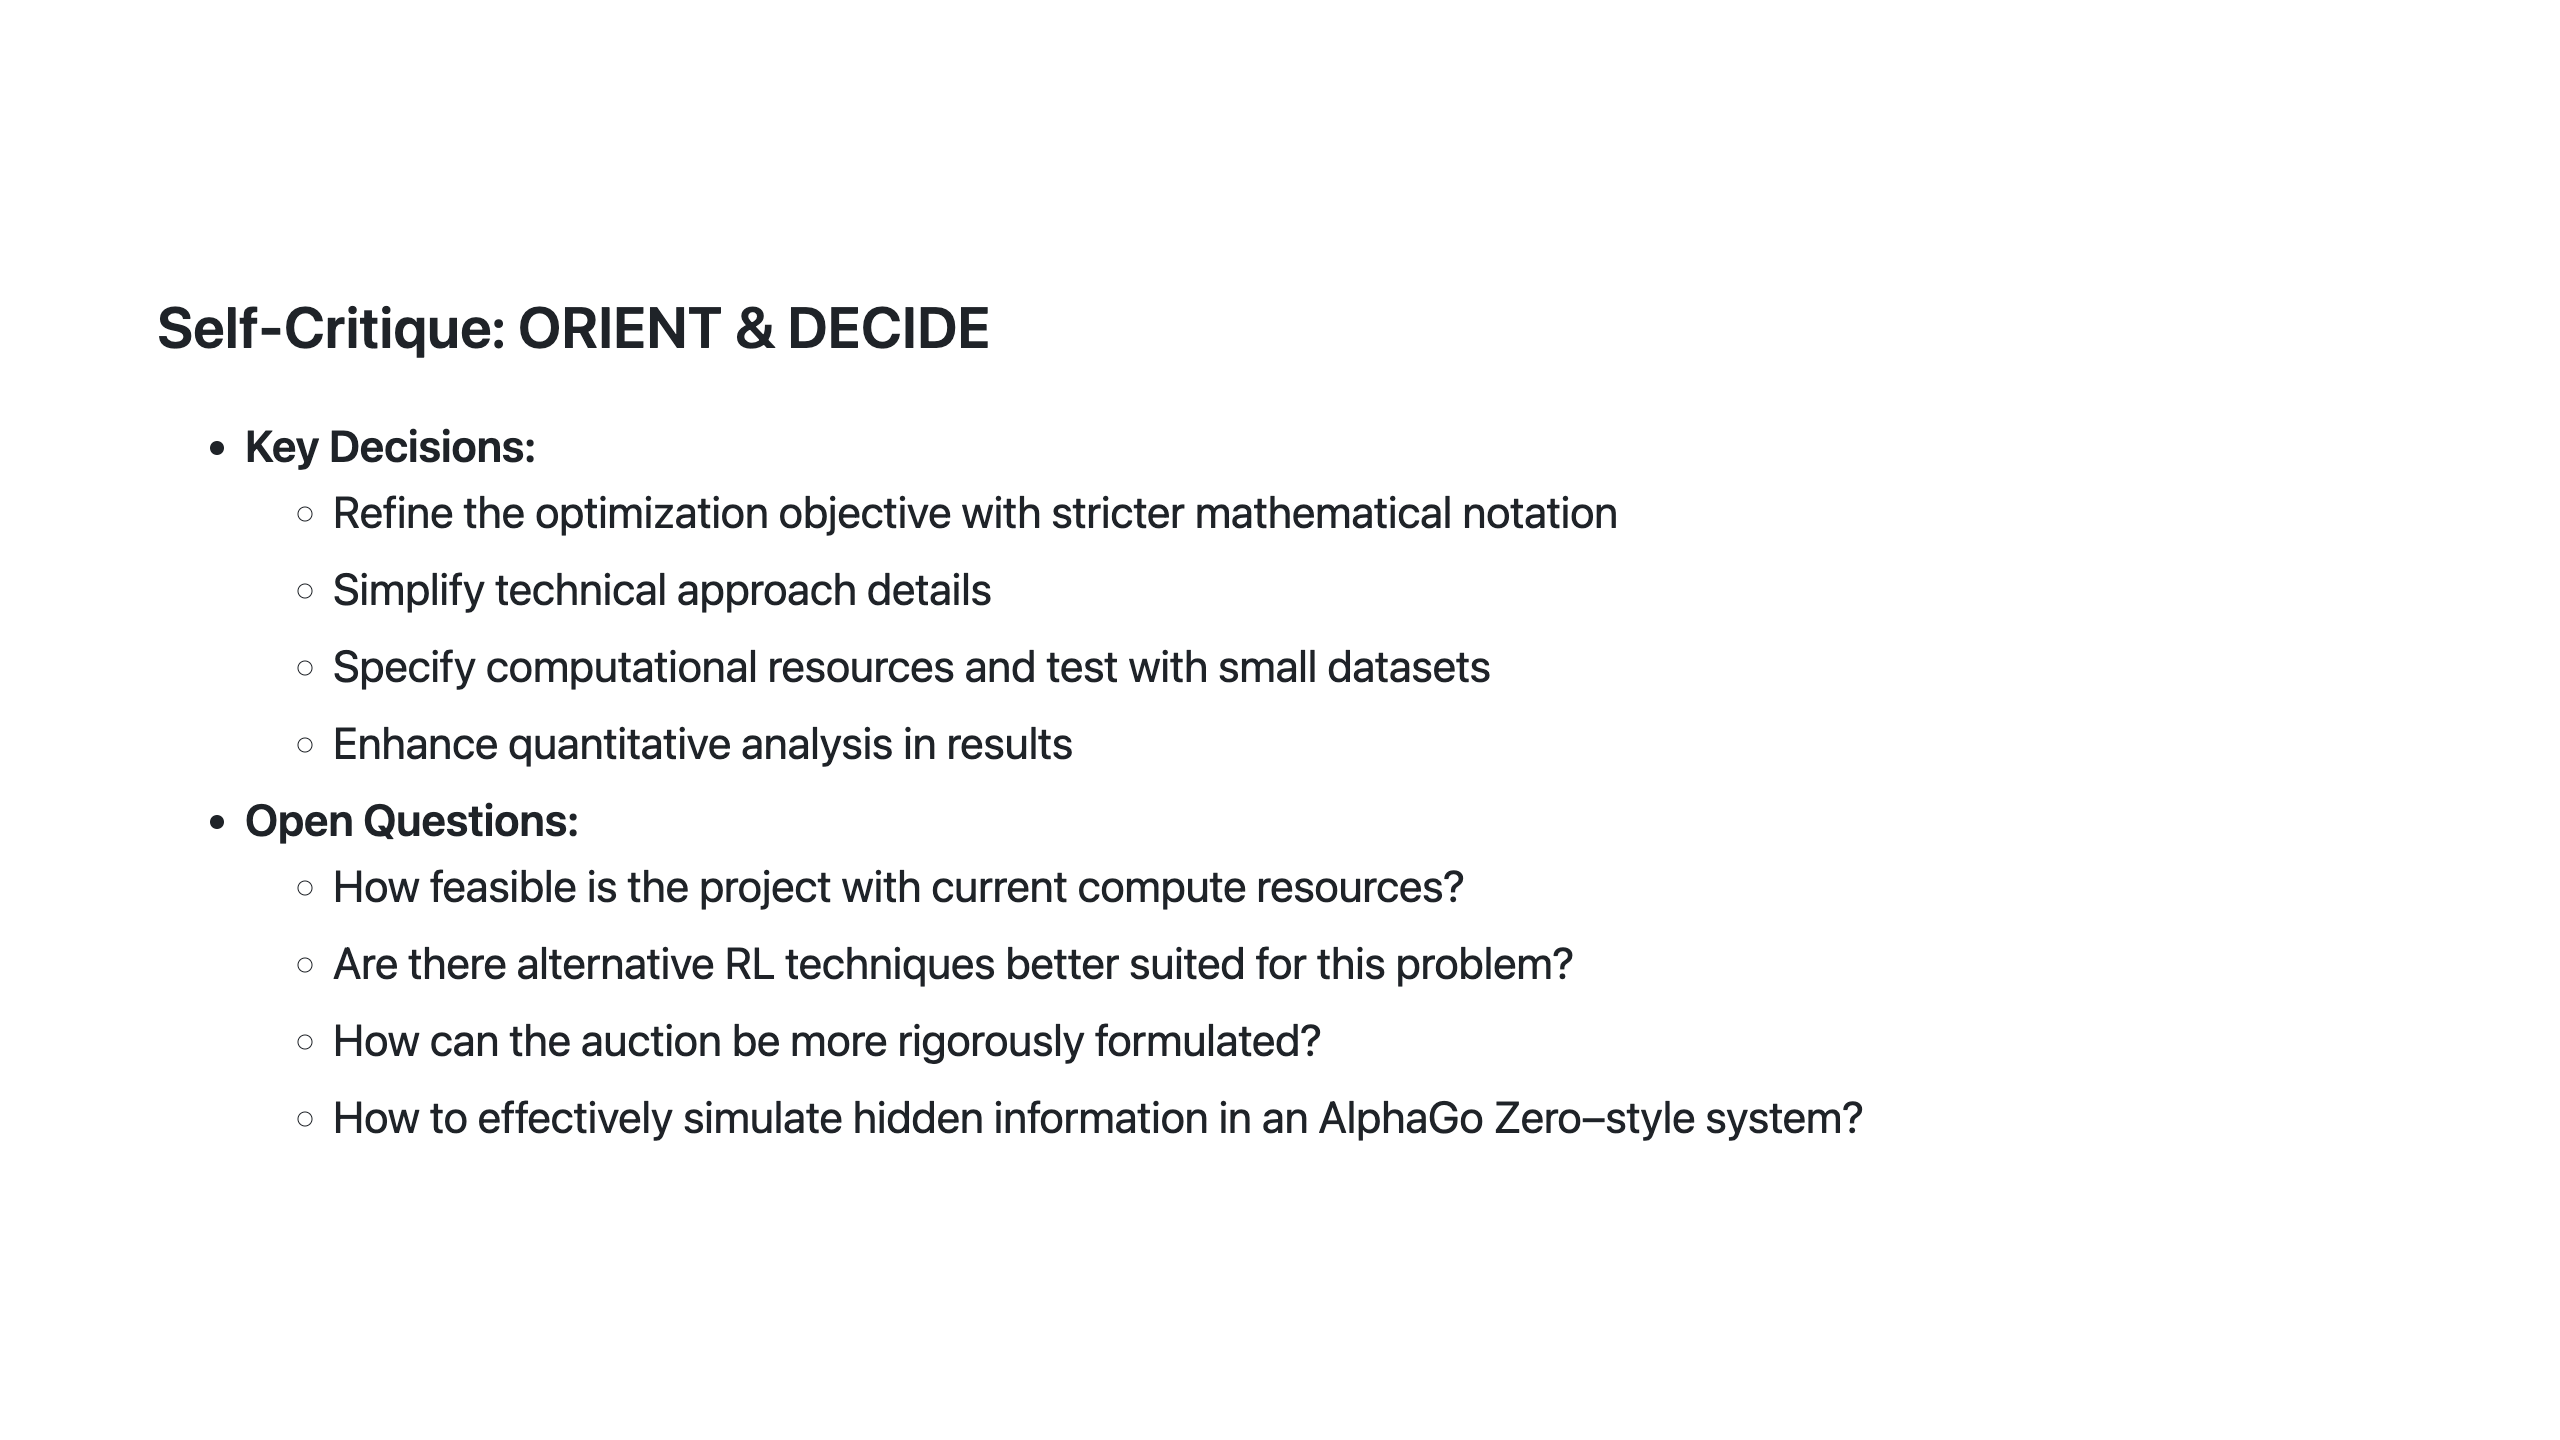 Self-Critique: ORIENT & DECIDE
Key Decisions:
Refine the optimization objective with stricter mathematical notation
Simplify technical approach details
Specify computational resources and test with small datasets
Enhance quantitative analysis in results
Open Questions:
How feasible is the project with current compute resources?
Are there alternative RL techniques better suited for this problem?
How can the auction be more rigorously formulated?
How to effectively simulate hidden information in an AlphaGo Zero–style system?